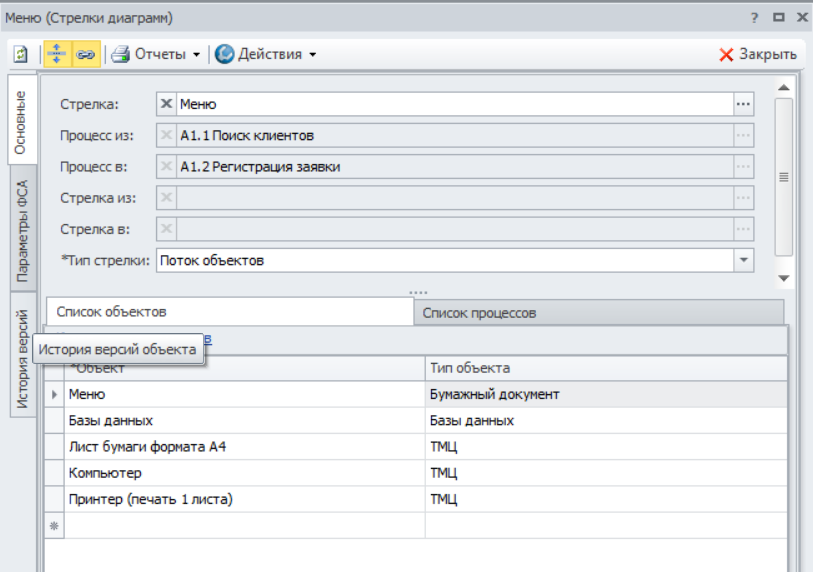 Меню (Стрелки диаграмм)
Отчеты Действия Закрыть
Основные
Параметры ФСА
История версий
Стрелка: Меню
Процесс из: А1.1 Поиск клиентов
Процесс в: А1.2 Регистрация заявки
Стрелка из:
Стрелка в:
*Тип стрелки: Поток объектов
Список объектов Список процессов
История версий объекта
*Объект Тип объекта
Меню Бумажный документ
Базы данных Базы данных
Лист бумаги формата А4 ТМЦ
Компьютер ТМЦ
Принтер (печать 1 листа) ТМЦ